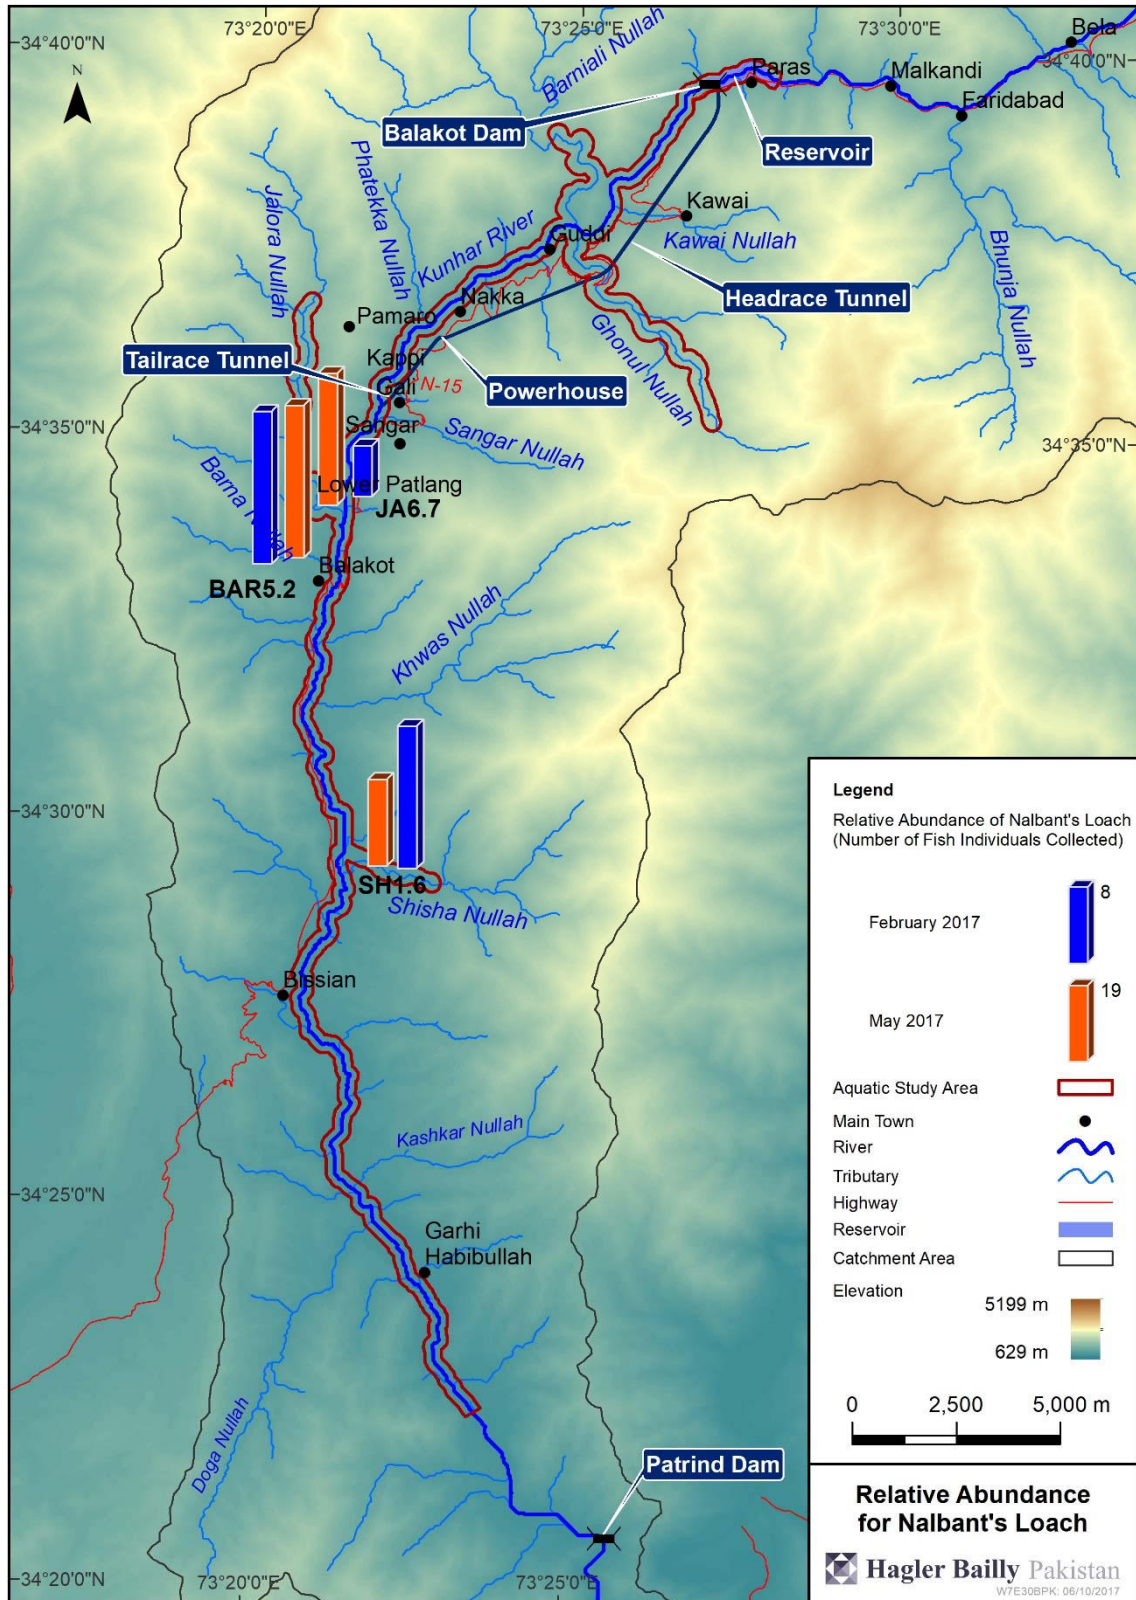 73°20'0"E
73°25'0"E
73°30'0"E
34°40'0"N
34°40'0"N
N
Bela
Barniali Nullah
Paras
Malkandi
Faridabad
Balakot Dam
Reservoir
Phatekka Nullah
Jalora Nullah
Kunhar River
Kawai
Kawai Nullah
Guddi
Bhunja Nullah
Headrace Tunnel
Nakka
Pamaro
Ghonul Nullah
Tailrace Tunnel
Kappi
Gali
N-15
Powerhouse
34°35'0"N
34°35'0"N
Sangar
Sangar Nullah
Barna Nullah
Lower Patlang
JA6.7
Balakot
BAR5.2
Khwas Nullah
34°30'0"N
SH1.6
Shisha Nullah
Bissian
Kashkar Nullah
34°25'0"N
Garhi
Habibullah
Doga Nullah
Patrind Dam
34°20'0"N
73°20'0"E
73°25'0"E
Legend
Relative Abundance of Nalbant's Loach
(Number of Fish Individuals Collected)
8
February 2017
19
May 2017
Aquatic Study Area
Main Town
River
Tributary
Highway
Reservoir
Catchment Area
Elevation
5199 m
629 m
0 2,500 5,000 m
Relative Abundance
for Nalbant's Loach
Hagler Bailly Pakistan
W7E30BPK: 06/10/2017